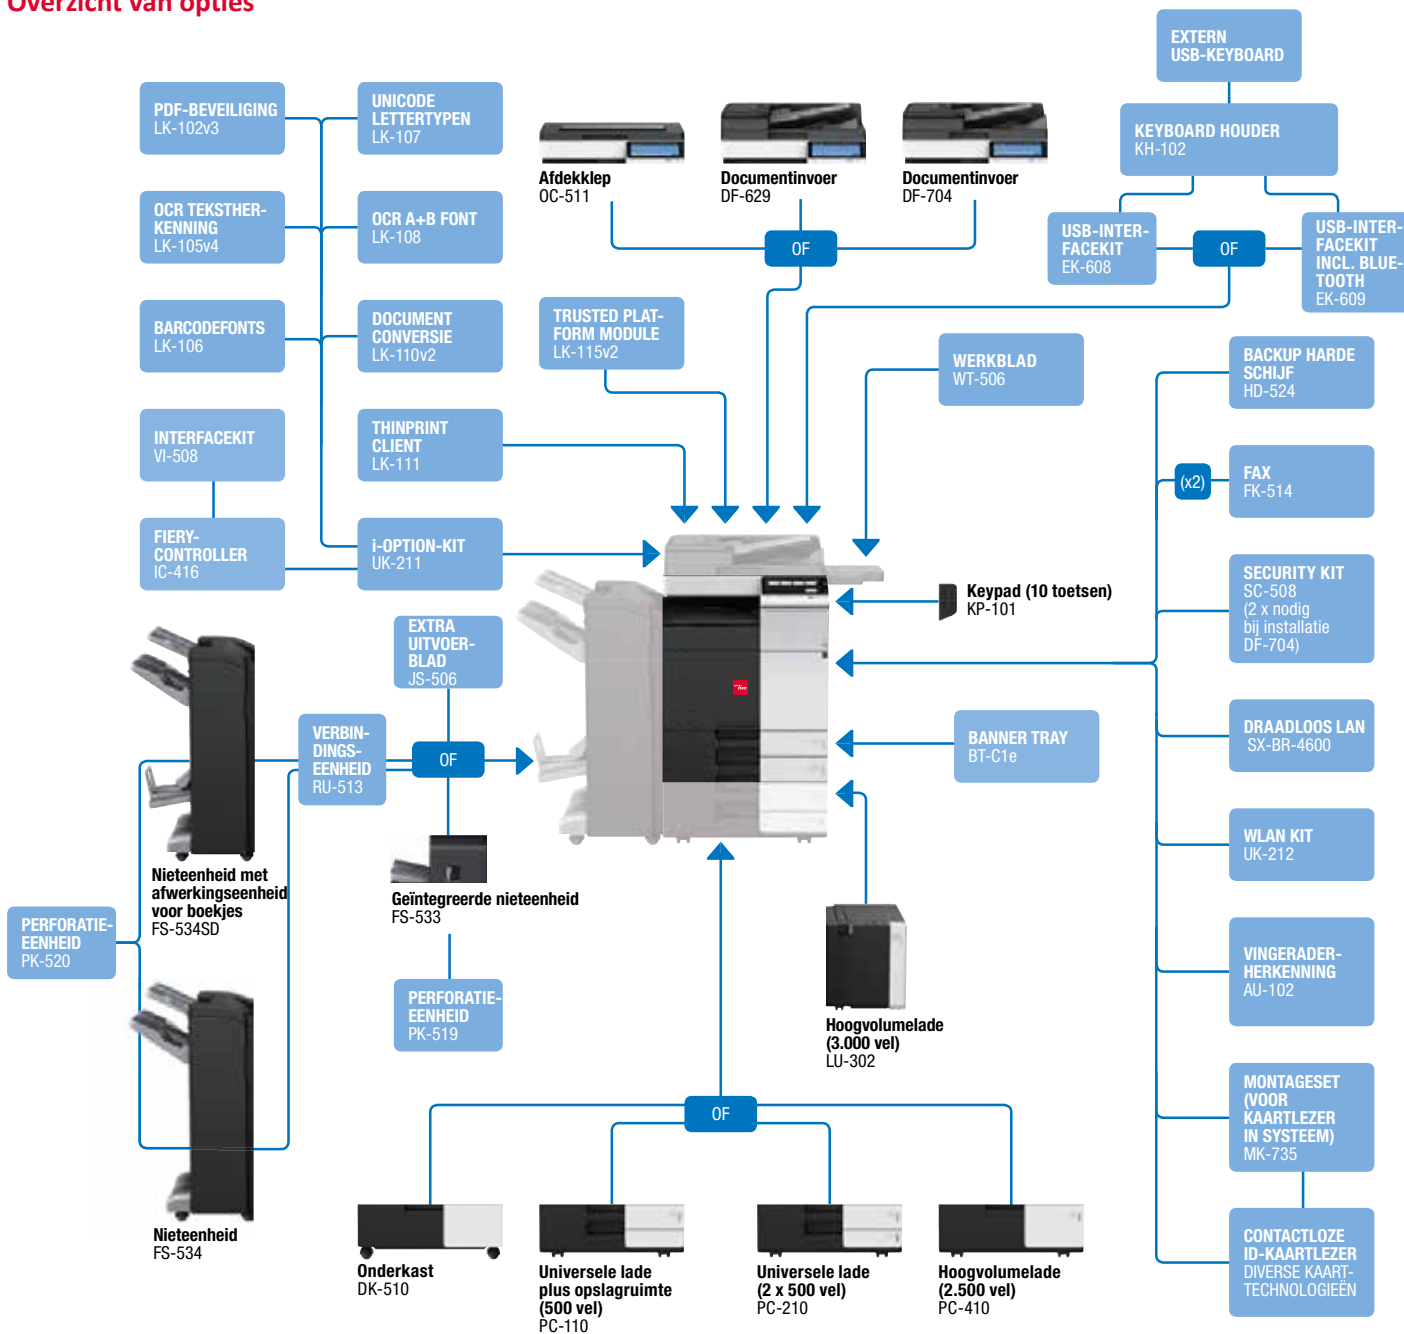 Overzicht van opties
EXTERN
USB-KEYBOARD
PDF-BEVEILIGING
LK-102v3
UNICODE
LETTERTYPEN
LK-107
KEYBOARD HOUDER
KH-102
Afdekklep
OC-511
Documentinvoer
DF-629
Documentinvoer
DF-704
OCR TEKSTHER-
KENNING
LK-105v4
OCR A+B FONT
LK-108
OF
USB-INTER-
FACEKIT
EK-608
OF
USB-INTER-
FACEKIT
INCL. BLUE-
TOOTH
EK-609
BARCODEFONTS
LK-106
DOCUMENT
CONVERSIE
LK-110v2
TRUSTED PLAT-
FORM MODULE
LK-115v2
WERKBLAD
WT-506
BACKUP HARDE
SCHIJF
HD-524
INTERFACEKIT
VI-508
THINPRINT
CLIENT
LK-111
(x2)
FAX
FK-514
FIERY-
CONTROLLER
IC-416
i-OPTION-KIT
UK-211
SECURITY KIT
SC-508
(2 x nodig
bij installatie
DF-704)
Keypad (10 toetsen)
KP-101
EXTRA
UITVOER-
BLAD
JS-506
VERBIN-
DINGS-
EENHEID
RU-513
OF
BANNER TRAY
BT-C1e
DRAADLOOS LAN
SX-BR-4600
WLAN KIT
UK-212
Nieteenheid met
afwerkingseenheid
voor boekjes
FS-534SD
Geïntegreerde nieteenheid
FS-533
PERFORATIE-
EENHEID
PK-520
VINGERADER-
HERKENNING
AU-102
PERFORATIE-
EENHEID
PK-519
Hoogvolumelade
(3.000 vel)
LU-302
MONTAGESET
(VOOR
KAARTLEZER
IN SYSTEEM)
MK-735
OF
Nieteenheid
FS-534
CONTACTLOZE
ID-KAARTLEZER
DIVERSE KAART-
TECHNOLOGIEËN
Onderkast
DK-510
Universele lade
plus opslagruimte
(500 vel)
PC-110
Universele lade
(2 x 500 vel)
PC-210
Hoogvolumelade
(2.500 vel)
PC-410